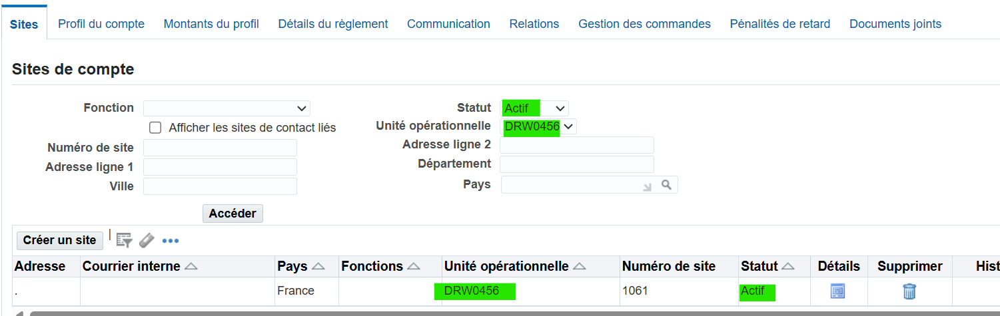 Sites Profil du compte Montants du profil Détails du règlement Communication Relations Gestion des commandes Pénalités de retard Documents joints
Sites de compte
Fonction Statut Actif
Afficher les sites de contact liés Unité opérationnelle DRW0456
Numéro de site Adresse ligne 2
Adresse ligne 1 Département
Ville Pays
Accéder
Créer un site
Adresse Courrier interne Pays Fonctions Unité opérationnelle Numéro de site Statut Détails Supprimer Hist
. France DRW0456 1061 Actif